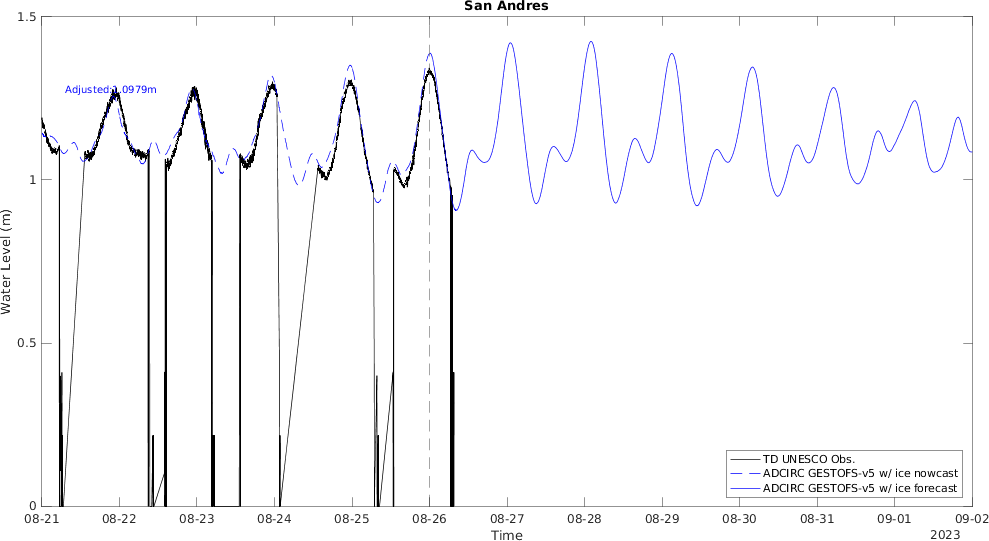 San Andres
1.5
1
0.5
0
Water Level (m)
Adjusted:1.0979m
TD UNESCO Obs.
ADCIRC GESTOFS-v5 w/ ice nowcast
ADCIRC GESTOFS-v5 w/ ice forecast
08-21 08-22 08-23 08-24 08-25 08-26 08-27 08-28 08-29 08-30 08-31 09-01 09-02
Time
2023